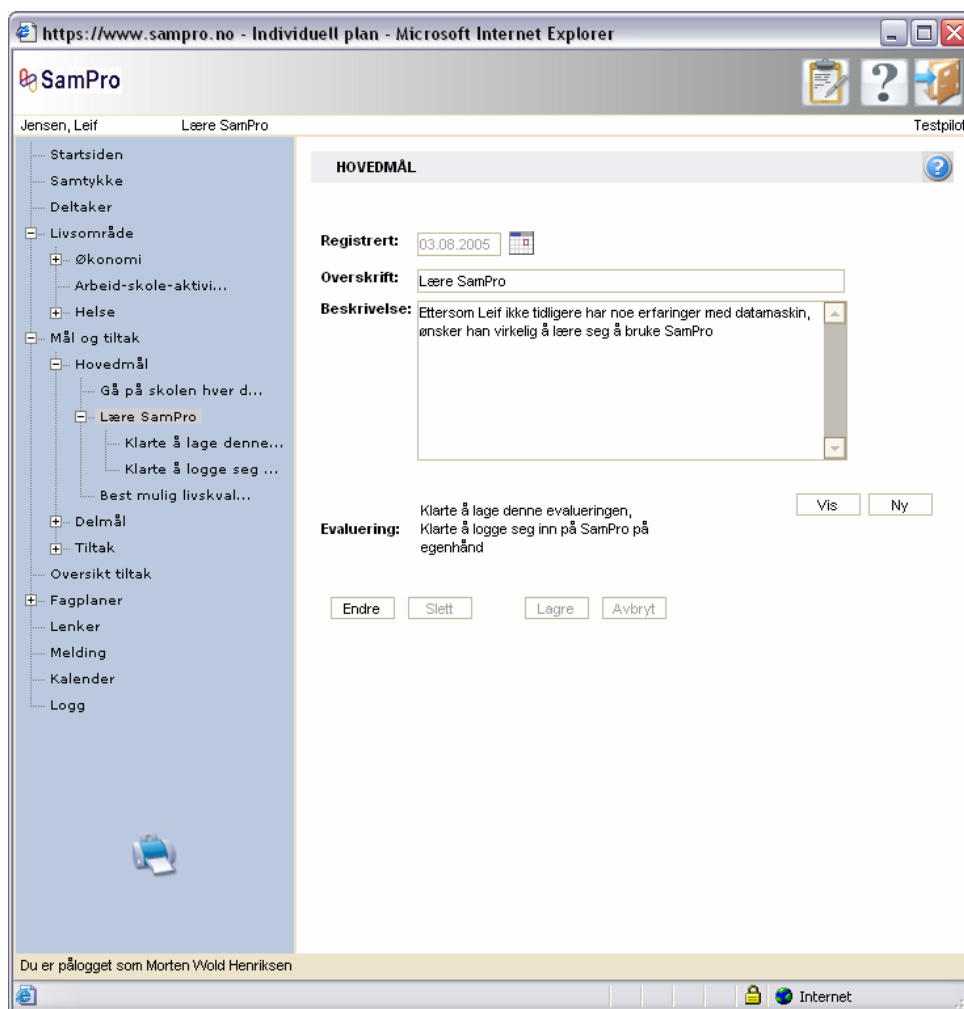 https://www.sampro.no - Individuell plan - Microsoft Internet Explorer
SamPro
Jensen, Leif Lære SamPro Testpilot
Startsiden
Samtykke
Deltaker
Livsområde
Økonomi
Arbeid-skole-aktivi...
Helse
Mål og tiltak
Hovedmål
Gå på skolen hver d...
Lære SamPro
Klarte å lage denne...
Klarte å logge seg ...
Best mulig livskval...
Delmål
Tiltak
Oversikt tiltak
Fagplaner
Lenker
Melding
Kalender
Logg
HOVEDMÅL
Registrert: 03.08.2005
Overskrift: Lære SamPro
Beskrivelse: Ettersom Leif ikke tidligere har noe erfaringer med datamaskin,
ønsker han virkelig å lære seg å bruke SamPro
Vis Ny
Evaluering: Klarte å lage denne evalueringen,
Klarte å logge seg inn på SamPro på
egenhånd
Endre Slett Lagre Avbryt
Du er pålogget som Morten Wold Henriksen
Internet